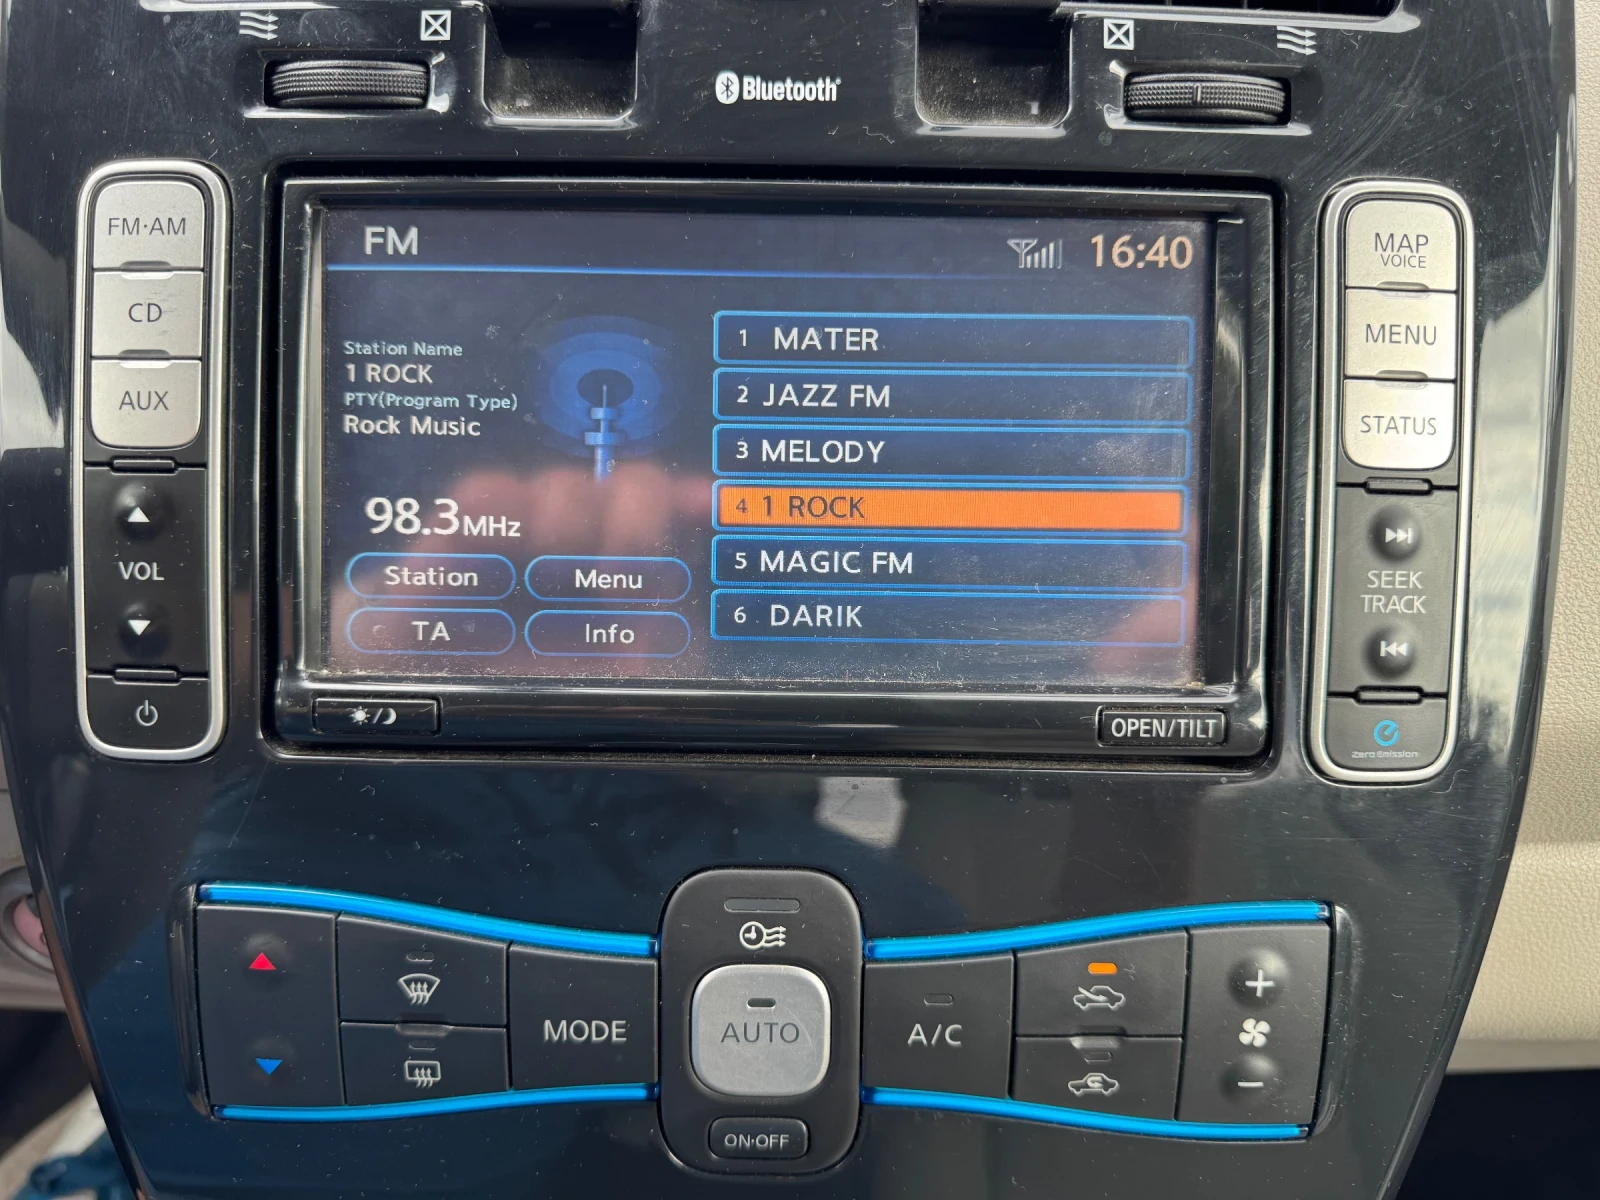 Bluetooth
FM·AM
CD
AUX
VOL
FM
16:40
Station Name
1 ROCK
PTY(Program Type)
Rock Music
98.3MHz
Station
Menu
TA
Info
1 MATER
2 JAZZ FM
3 MELODY
4 1 ROCK
5 MAGIC FM
6 DARIK
OPEN/TILT
MAP
VOICE
MENU
STATUS
SEEK
TRACK
Zero Emission
MODE
AUTO
A/C
ON·OFF